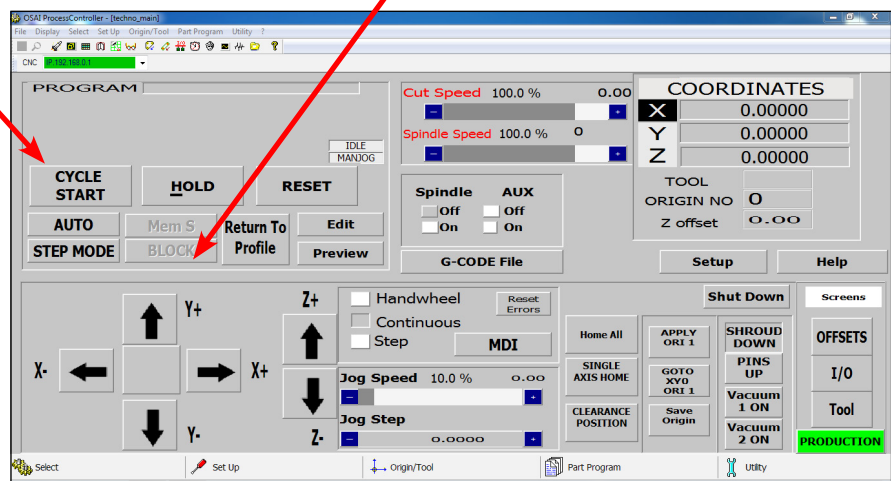 OSAI ProcessController - [techno_main]
File Display Select Set Up Origin/Tool Part Program Utility ?
CNC IP.192.168.0.1
PROGRAM
IDLE
MANJOG
CYCLE START
HOLD
RESET
AUTO
Mem S
Return To Profile
Edit
STEP MODE
BLOCK
Preview
Cut Speed 100.0 % 0.00
- +
Spindle Speed 100.0 % 0
- +
Spindle AUX
Off Off
On On
G-CODE File
COORDINATES
X 0.00000
Y 0.00000
Z 0.00000
TOOL
ORIGIN NO 0
Z offset 0.00
Setup
Help
Y+
X- X+
Y-
Z+
Z-
Handwheel
Reset Errors
Continuous
Step
MDI
Jog Speed 10.0 % 0.00
- +
Jog Step
- 0.0000 +
Home All
SINGLE AXIS HOME
CLEARANCE POSITION
APPLY ORI 1
GOTO XY0 ORI 1
Save Origin
Shut Down
SHROUD DOWN
PINS UP
Vacuum 1 ON
Vacuum 2 ON
Screens
OFFSETS
I/O
Tool
PRODUCTION
Select Set Up Origin/Tool Part Program Utility